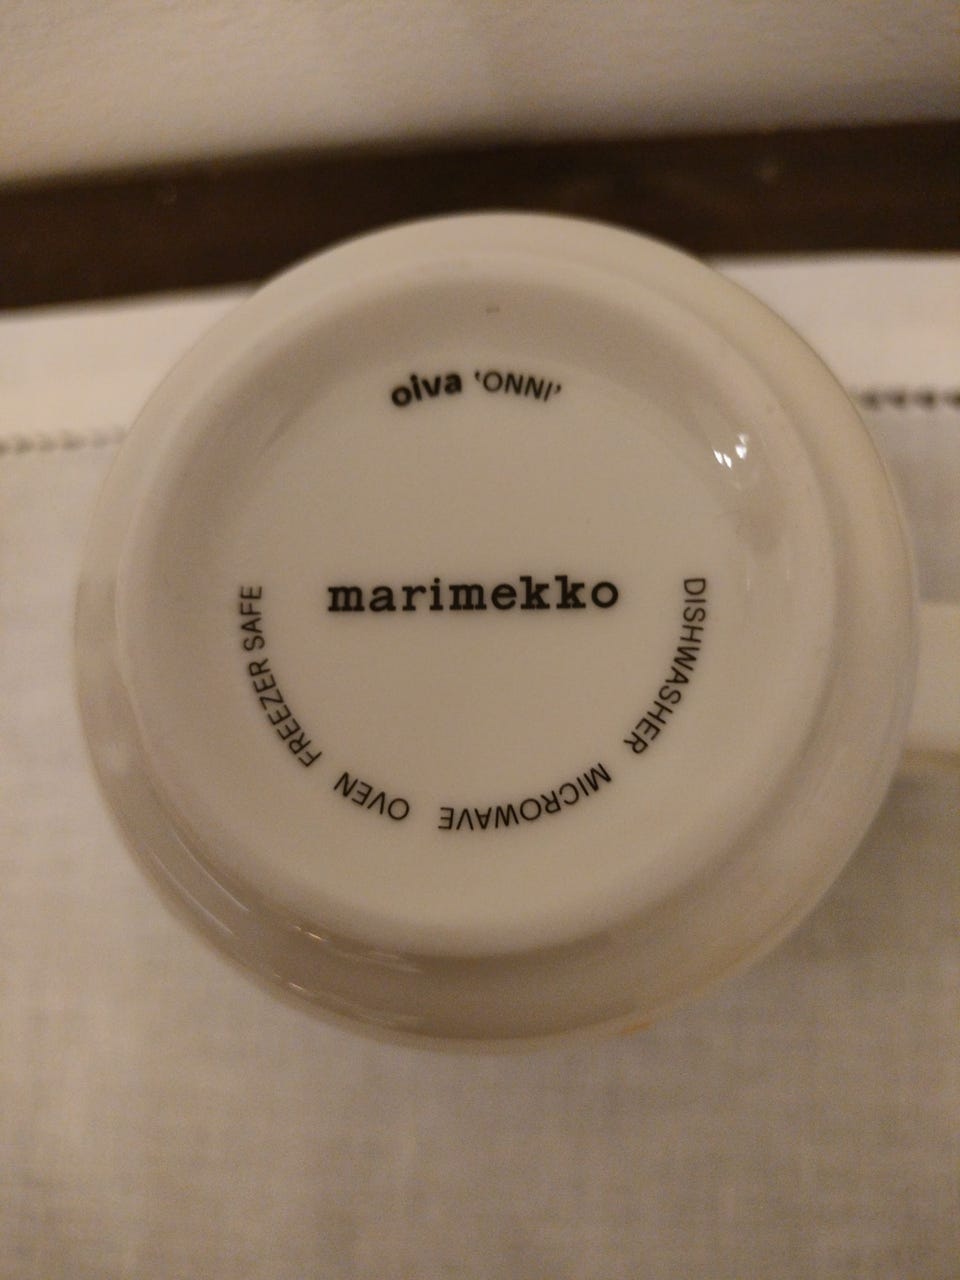 oiva 'ONNI'
marimekko
DISHWASHER MICROWAVE OVEN FREEZER SAFE